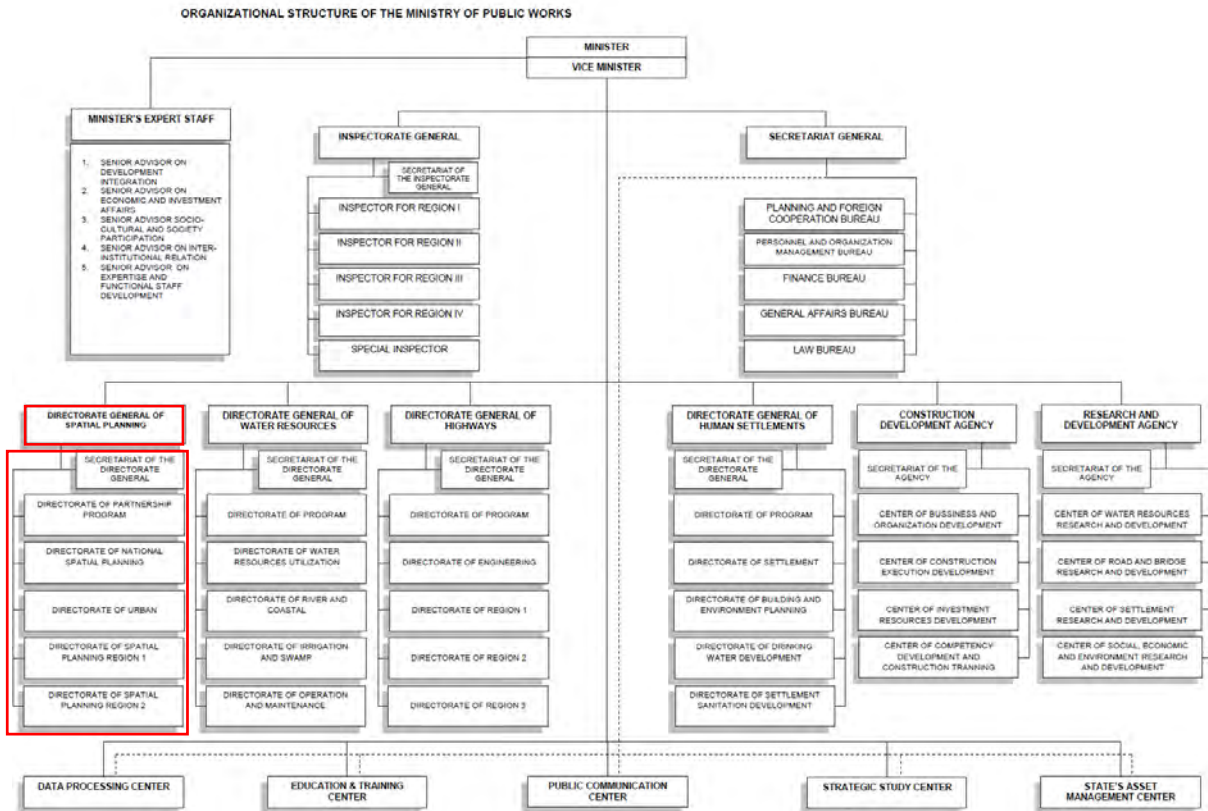 ORGANIZATIONAL STRUCTURE OF THE MINISTRY OF PUBLIC WORKS
MINISTER
VICE MINISTER
MINISTER'S EXPERT STAFF
1. SENIOR ADVISOR ON
DEVELOPMENT
INTEGRATION
2. SENIOR ADVISOR ON
ECONOMIC AND INVESTMENT
AFFAIRS
3. SENIOR ADVISOR SOCIO-
CULTURAL AND SOCIETY
PARTICIPATION
4. SENIOR ADVISOR ON INTER-
INSTITUTIONAL RELATION
5. SENIOR ADVISOR ON
EXPERTISE AND
FUNCTIONAL STAFF
DEVELOPMENT
INSPECTORATE GENERAL
SECRETARIAT OF
THE INSPECTORATE
GENERAL
INSPECTOR FOR REGION I
INSPECTOR FOR REGION II
INSPECTOR FOR REGION III
INSPECTOR FOR REGION IV
SPECIAL INSPECTOR
SECRETARIAT GENERAL
PLANNING AND FOREIGN
COOPERATION BUREAU
PERSONNEL AND ORGANIZATION
MANAGEMENT BUREAU
FINANCE BUREAU
GENERAL AFFAIRS BUREAU
LAW BUREAU
DIRECTORATE GENERAL OF
SPATIAL PLANNING
SECRETARIAT OF THE
DIRECTORATE
GENERAL
DIRECTORATE OF PARTNERSHIP
PROGRAM
DIRECTORATE OF NATIONAL
SPATIAL PLANNING
DIRECTORATE OF URBAN
DIRECTORATE OF SPATIAL
PLANNING REGION 1
DIRECTORATE OF SPATIAL
PLANNING REGION 2
DIRECTORATE GENERAL OF
WATER RESOURCES
SECRETARIAT OF THE
DIRECTORATE
GENERAL
DIRECTORATE OF PROGRAM
DIRECTORATE OF WATER
RESOURCES UTILIZATION
DIRECTORATE OF RIVER AND
COASTAL
DIRECTORATE OF IRRIGATION
AND SWAMP
DIRECTORATE OF OPERATION
AND MAINTENANCE
DIRECTORATE GENERAL OF
HIGHWAYS
SECRETARIAT OF THE
DIRECTORATE
GENERAL
DIRECTORATE OF PROGRAM
DIRECTORATE OF ENGINEERING
DIRECTORATE OF REGION 1
DIRECTORATE OF REGION 2
DIRECTORATE OF REGION 3
DIRECTORATE GENERAL OF
HUMAN SETTLEMENTS
SECRETARIAT OF THE
DIRECTORATE
GENERAL
DIRECTORATE OF PROGRAM
DIRECTORATE OF SETTLEMENT
DIRECTORATE OF BUILDING AND
ENVIRONMENT PLANNING
DIRECTORATE OF DRINKING
WATER DEVELOPMENT
DIRECTORATE OF SETTLEMENT
SANITATION DEVELOPMENT
CONSTRUCTION
DEVELOPMENT AGENCY
SECRETARIAT OF THE
AGENCY
CENTER OF BUSSINESS AND
ORGANIZATION DEVELOPMENT
CENTER OF CONSTRUCTION
EXECUTION DEVELOPMENT
CENTER OF INVESTMENT
RESOURCES DEVELOPMENT
CENTER OF COMPETENCY
DEVELOPMENT AND
CONSTRUCTION TRANNING
RESEARCH AND
DEVELOPMENT AGENCY
SECRETARIAT OF THE
AGENCY
CENTER OF WATER RESOURCES
RESEARCH AND DEVELOPMENT
CENTER OF ROAD AND BRIDGE
RESEARCH AND DEVELOPMENT
CENTER OF SETTLEMENT
RESEARCH AND DEVELOPMENT
CENTER OF SOCIAL, ECONOMIC
AND ENVIRONMENT RESEARCH
AND DEVELOPMENT
DATA PROCESSING CENTER
EDUCATION & TRAINING
CENTER
PUBLIC COMMUNICATION
CENTER
STRATEGIC STUDY CENTER
STATE'S ASSET
MANAGEMENT CENTER